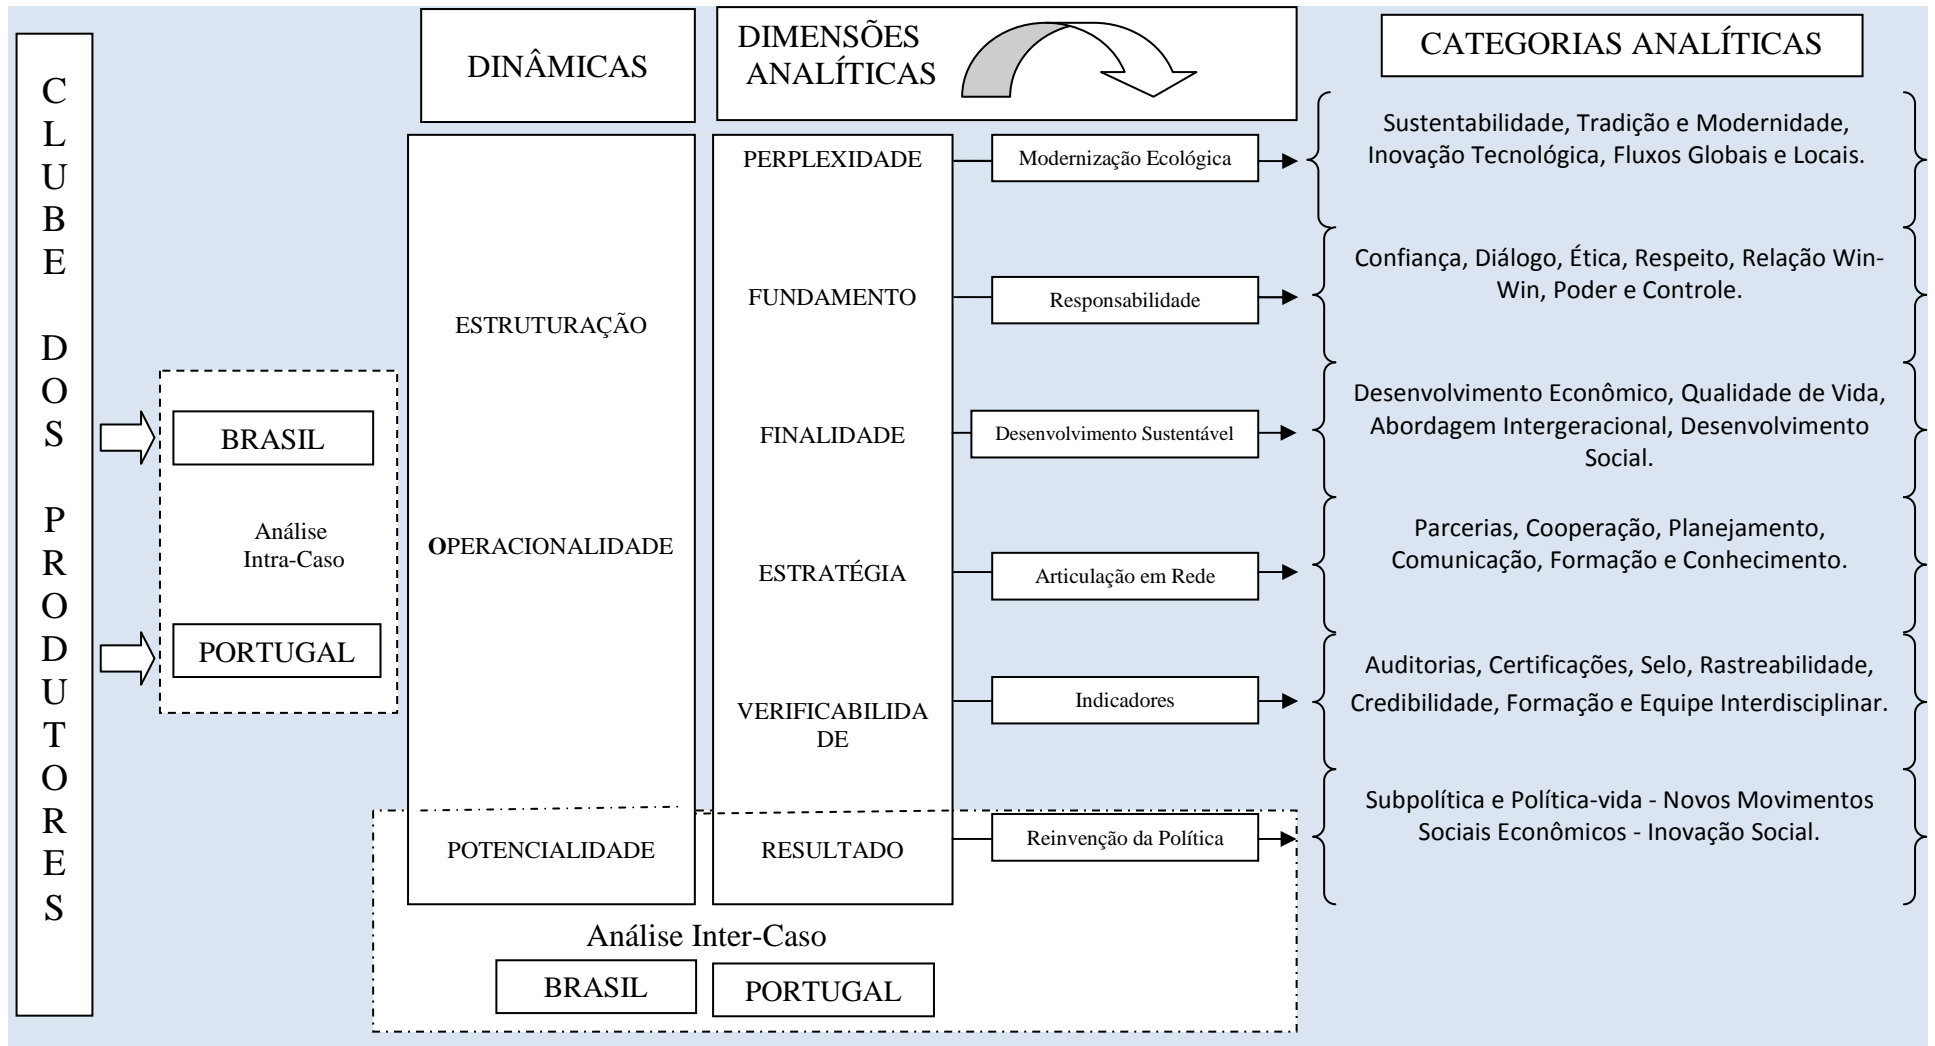 CLUBE DOS PRODUTORES
DINÂMICAS
DIMENSÕES
ANALÍTICAS
CATEGORIAS ANALÍTICAS
BRASIL
Análise
Intra-Caso
PORTUGAL
ESTRUTURAÇÃO
OPERACIONALIDADE
POTENCIALIDADE
PERPLEXIDADE
Modernização Ecológica
Sustentabilidade, Tradição e Modernidade,
Inovação Tecnológica, Fluxos Globais e Locais.
FUNDAMENTO
Responsabilidade
Confiança, Diálogo, Ética, Respeito, Relação Win-
Win, Poder e Controle.
FINALIDADE
Desenvolvimento Sustentável
Desenvolvimento Econômico, Qualidade de Vida,
Abordagem Intergeracional, Desenvolvimento
Social.
ESTRATÉGIA
Articulação em Rede
Parcerias, Cooperação, Planejamento,
Comunicação, Formação e Conhecimento.
VERIFICABILIDA
DE
Indicadores
Auditorias, Certificações, Selo, Rastreabilidade,
Credibilidade, Formação e Equipe Interdisciplinar.
RESULTADO
Reinvenção da Política
Subpolítica e Política-vida - Novos Movimentos
Sociais Econômicos - Inovação Social.
Análise Inter-Caso
BRASIL
PORTUGAL